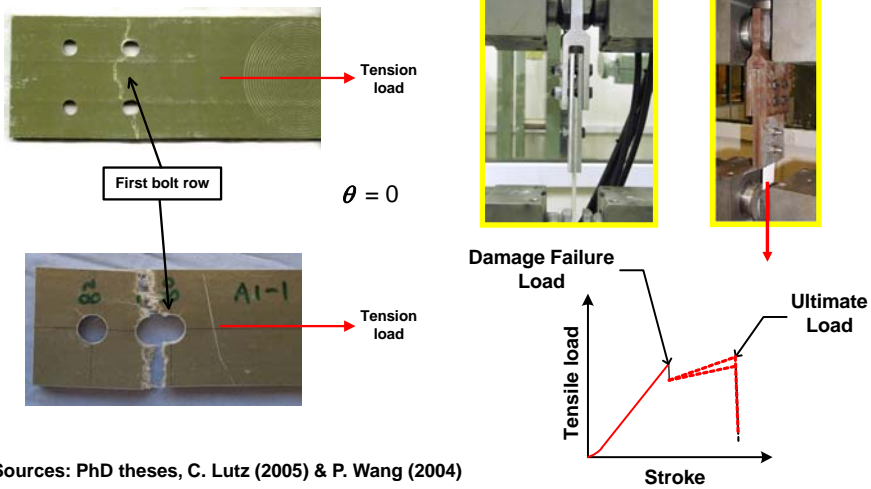 Tension
load
First bolt row
θ = 0
A1-1
Tension
load
Damage Failure
Load
Ultimate
Load
Tensile load
Stroke
Sources: PhD theses, C. Lutz (2005) & P. Wang (2004)